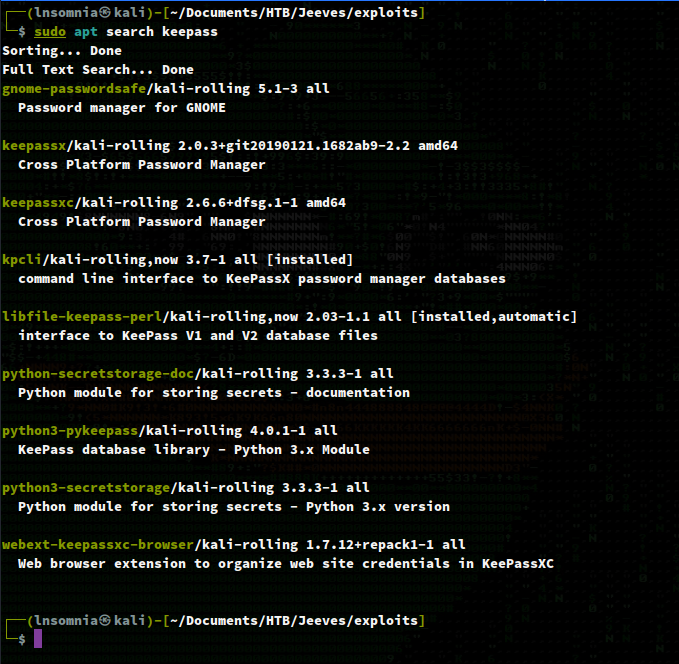 ┌──(lnsomnia㉿kali)-[~/Documents/HTB/Jeeves/exploits]
└─$ sudo apt search keepass
Sorting... Done
Full Text Search... Done
gnome-passwordsafe/kali-rolling 5.1-3 all
  Password manager for GNOME

keepassx/kali-rolling 2.0.3+git20190121.1682ab9-2.2 amd64
  Cross Platform Password Manager

keepassxc/kali-rolling 2.6.6+dfsg.1-1 amd64
  Cross Platform Password Manager

kpcli/kali-rolling,now 3.7-1 all [installed]
  command line interface to KeePassX password manager databases

libfile-keepass-perl/kali-rolling,now 2.03-1.1 all [installed,automatic]
  interface to KeePass V1 and V2 database files

python-secretstorage-doc/kali-rolling 3.3.3-1 all
  Python module for storing secrets - documentation

python3-pykeepass/kali-rolling 4.0.1-1 all
  KeePass database library - Python 3.x Module

python3-secretstorage/kali-rolling 3.3.3-1 all
  Python module for storing secrets - Python 3.x version

webext-keepassxc-browser/kali-rolling 1.7.12+repack1-1 all
  Web browser extension to organize web site credentials in KeePassXC

┌──(lnsomnia㉿kali)-[~/Documents/HTB/Jeeves/exploits]
└─$